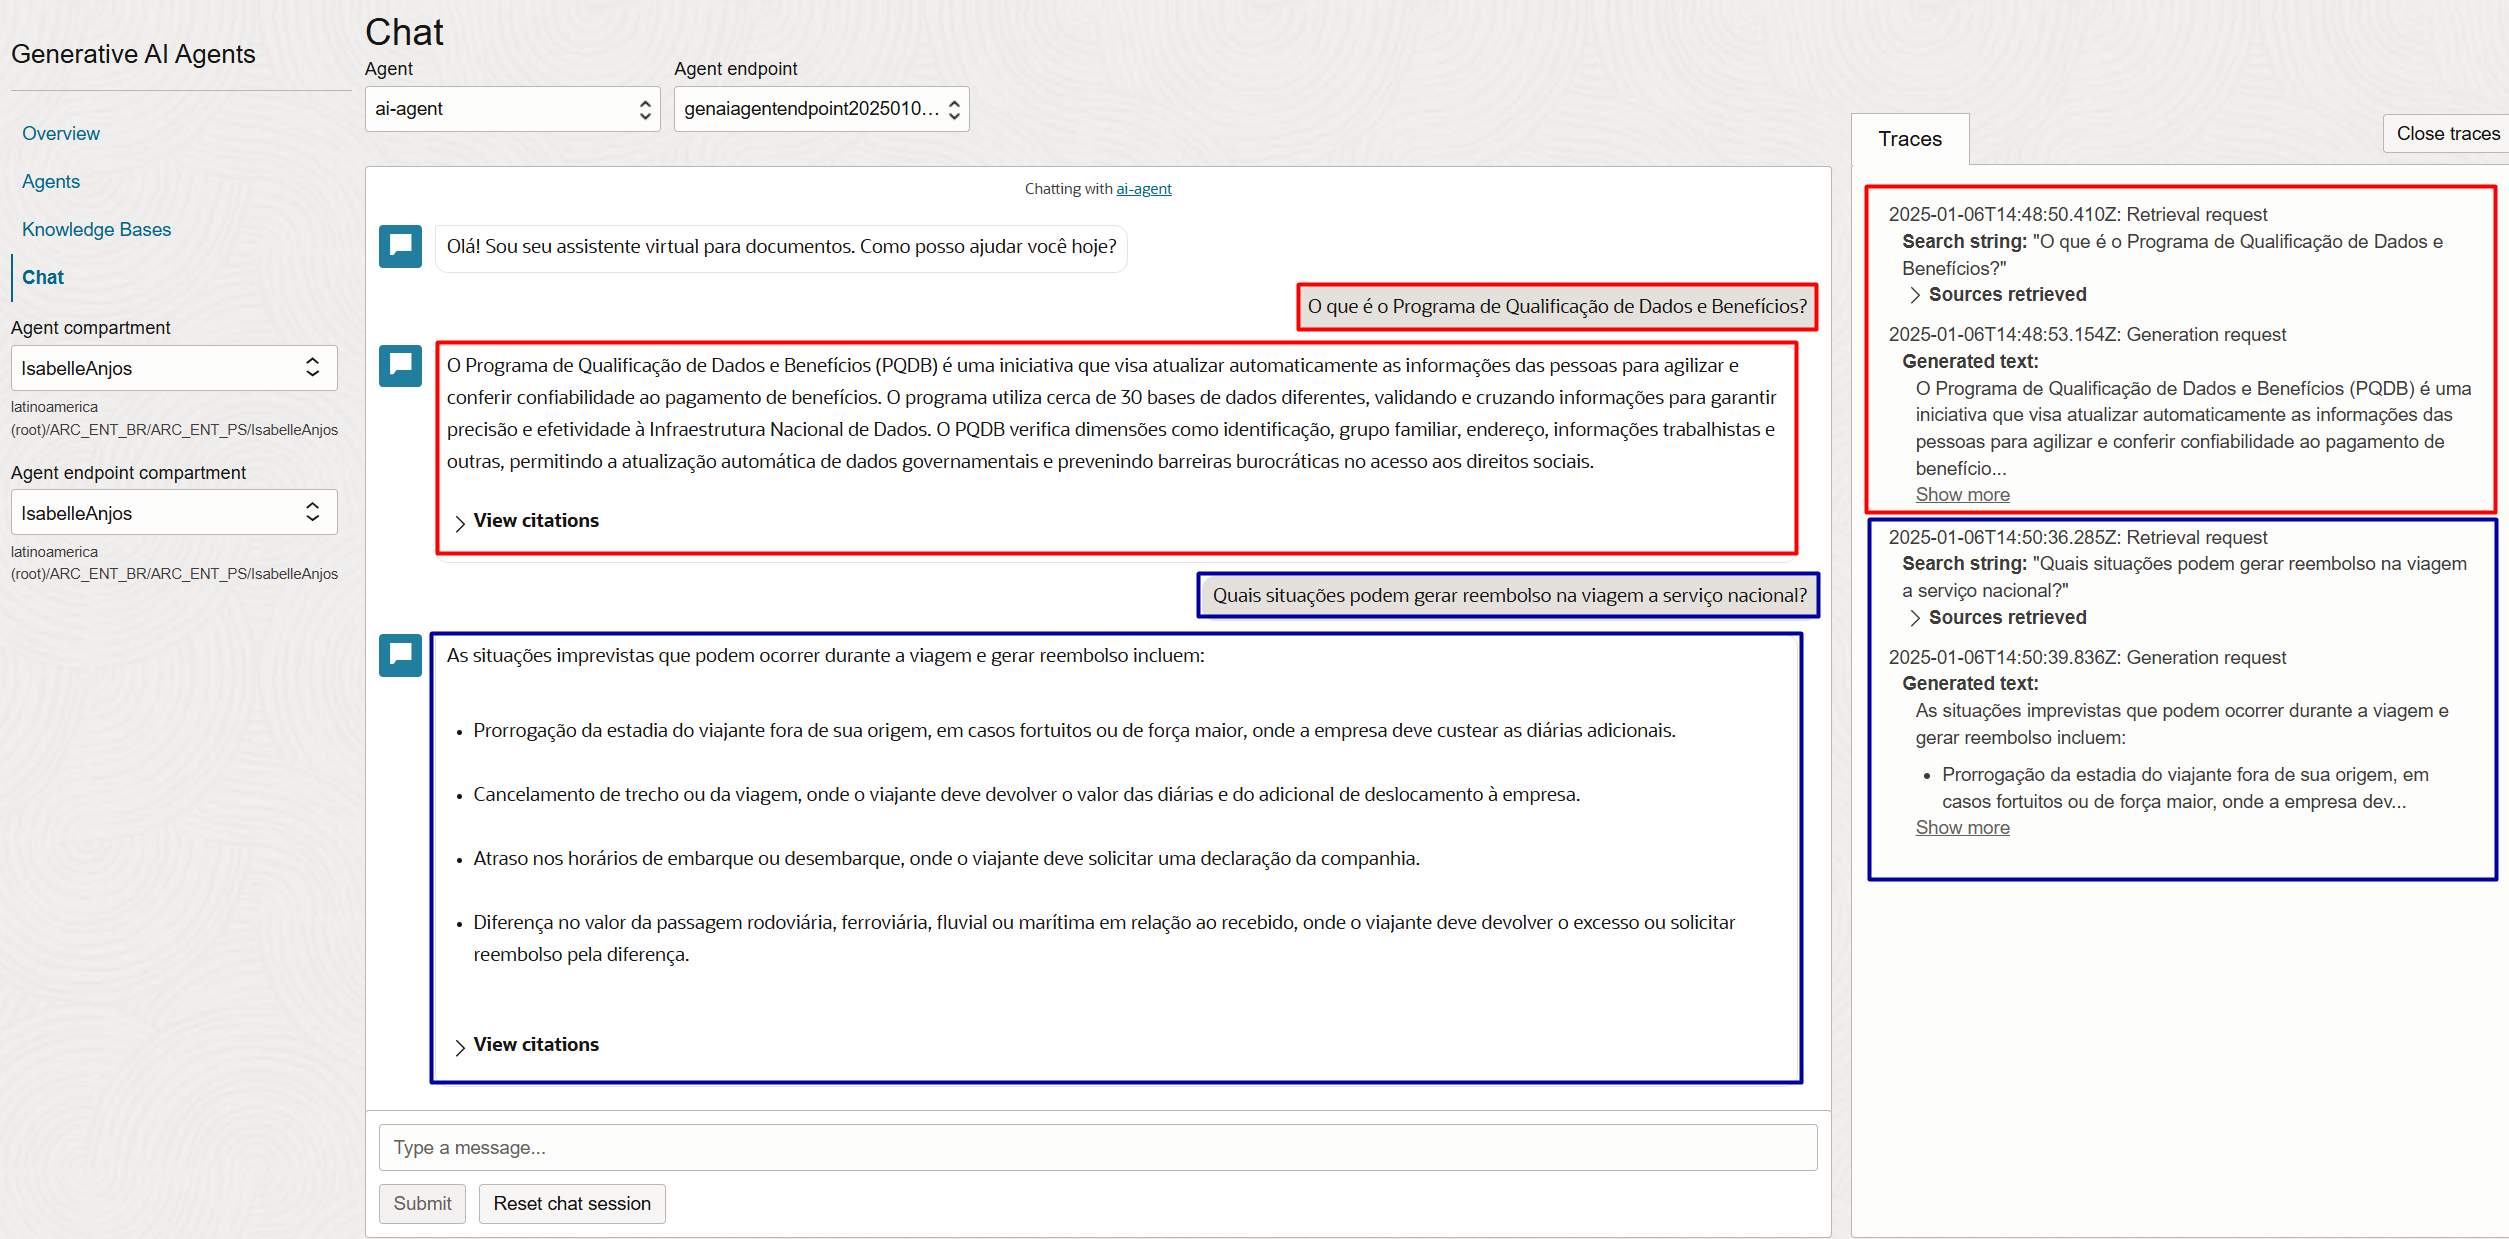 Generative AI Agents
Overview
Agents
Knowledge Bases
Chat
Agent compartment
IsabelleAnjos
latinoamerica
(root)/ARC_ENT_BR/ARC_ENT_PS/IsabelleAnjos
Agent endpoint compartment
IsabelleAnjos
latinoamerica
(root)/ARC_ENT_BR/ARC_ENT_PS/IsabelleAnjos
Chat
Agent
Agent endpoint
ai-agent
genaiagentendpoint2025010...
Chatting with ai-agent
Olá! Sou seu assistente virtual para documentos. Como posso ajudar você hoje?
O que é o Programa de Qualificação de Dados e Benefícios?
O Programa de Qualificação de Dados e Benefícios (PQDB) é uma iniciativa que visa atualizar automaticamente as informações das pessoas para agilizar e
conferir confiabilidade ao pagamento de benefícios. O programa utiliza cerca de 30 bases de dados diferentes, validando e cruzando informações para garantir
precisão e efetividade à Infraestrutura Nacional de Dados. O PQDB verifica dimensões como identificação, grupo familiar, endereço, informações trabalhistas e
outras, permitindo a atualização automática de dados governamentais e prevenindo barreiras burocráticas no acesso aos direitos sociais.
View citations
Quais situações podem gerar reembolso na viagem a serviço nacional?
As situações imprevistas que podem ocorrer durante a viagem e gerar reembolso incluem:
• Prorrogação da estadia do viajante fora de sua origem, em casos fortuitos ou de força maior, onde a empresa deve custear as diárias adicionais.
• Cancelamento de trecho ou da viagem, onde o viajante deve devolver o valor das diárias e do adicional de deslocamento à empresa.
• Atraso nos horários de embarque ou desembarque, onde o viajante deve solicitar uma declaração da companhia.
• Diferença no valor da passagem rodoviária, ferroviária, fluvial ou marítima em relação ao recebido, onde o viajante deve devolver o excesso ou solicitar
reembolso pela diferença.
View citations
Type a message...
Submit
Reset chat session
Traces
Close traces
2025-01-06T14:48:50.410Z: Retrieval request
Search string: "O que é o Programa de Qualificação de Dados e
Benefícios?"
Sources retrieved
2025-01-06T14:48:53.154Z: Generation request
Generated text:
O Programa de Qualificação de Dados e Benefícios (PQDB) é uma
iniciativa que visa atualizar automaticamente as informações das
pessoas para agilizar e conferir confiabilidade ao pagamento de
benefício...
Show more
2025-01-06T14:50:36.285Z: Retrieval request
Search string: "Quais situações podem gerar reembolso na viagem
a serviço nacional?"
Sources retrieved
2025-01-06T14:50:39.836Z: Generation request
Generated text:
As situações imprevistas que podem ocorrer durante a viagem e
gerar reembolso incluem:
• Prorrogação da estadia do viajante fora de sua origem, em
casos fortuitos ou de força maior, onde a empresa dev...
Show more